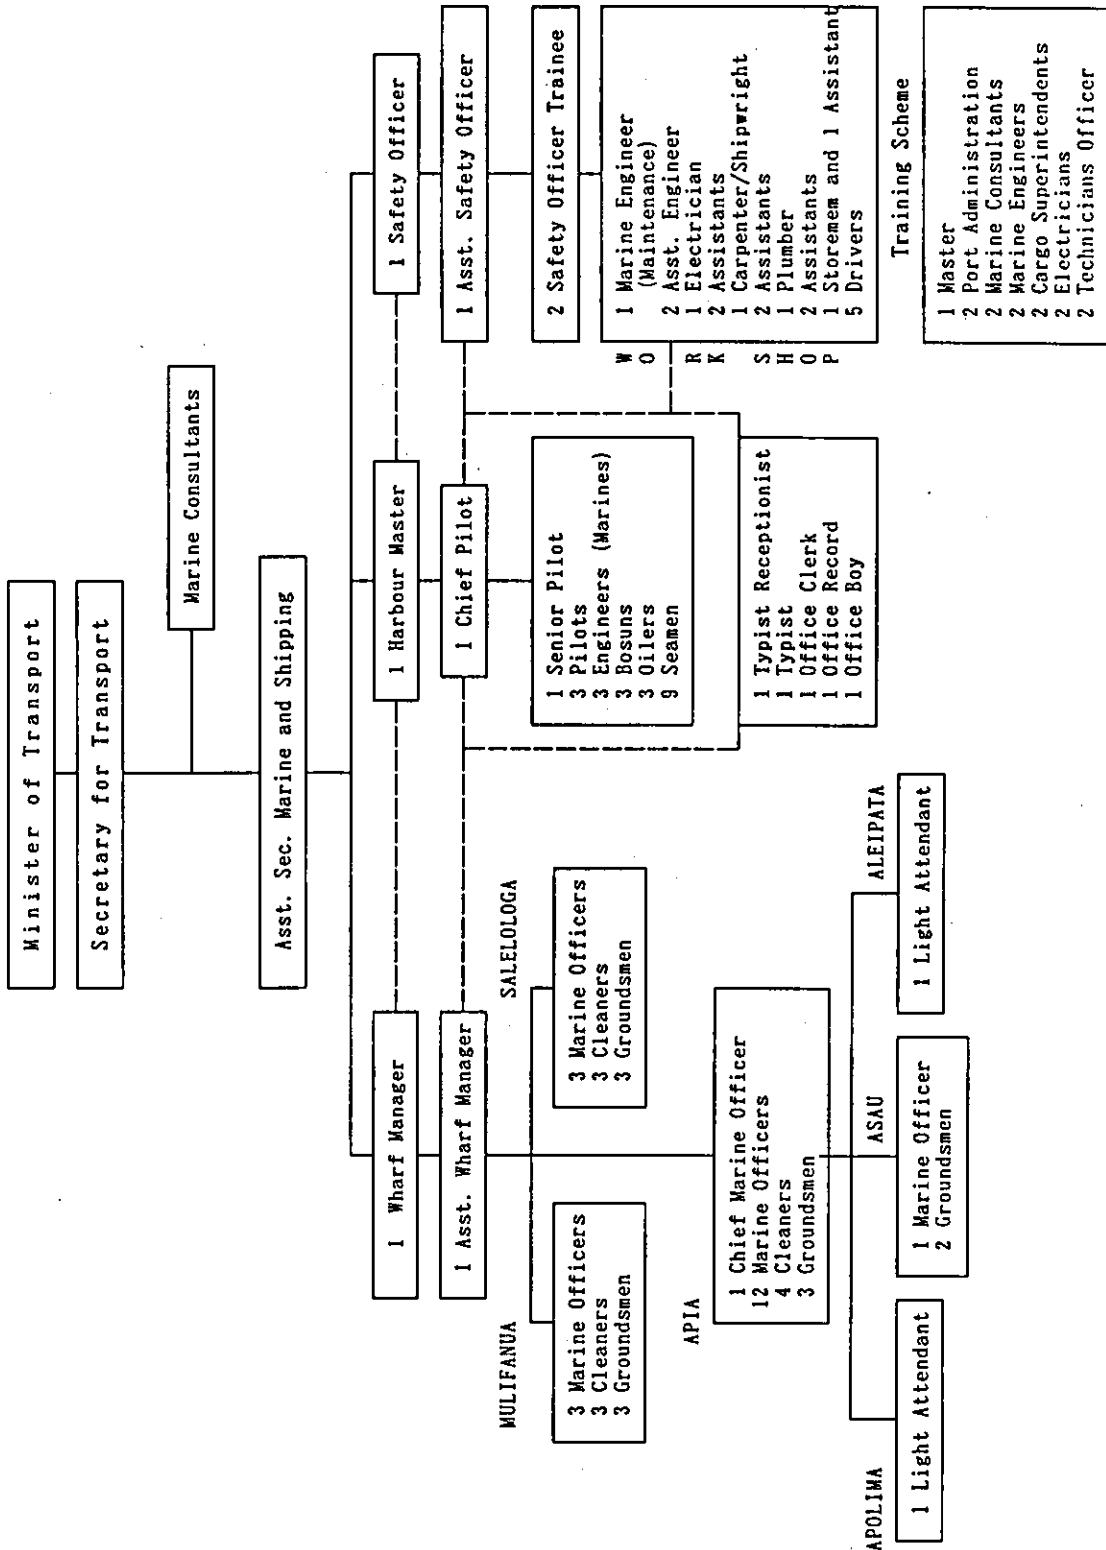 Minister of Transport
Secretary for Transport
Marine Consultants
Asst. Sec. Marine and Shipping
1 Wharf Manager
1 Harbour Master
1 Safety Officer
1 Asst. Wharf Manager
1 Chief Pilot
1 Asst. Safety Officer
MULIFANUA
3 Marine Officers
3 Cleaners
3 Groundsmen
SALELOLOGA
3 Marine Officers
3 Cleaners
3 Groundsmen
1 Senior Pilot
3 Pilots
3 Engineers (Marines)
3 Bosuns
3 Oilers
9 Seamen
2 Safety Officer Trainee
WORKSHOP
1 Marine Engineer
(Maintenance)
2 Asst. Engineer
1 Electrician
2 Assistants
1 Carpenter/Shipwright
2 Assistants
1 Plumber
2 Assistants
1 Storemem and 1 Assistant
5 Drivers
APIA
1 Chief Marine Officer
12 Marine Officers
4 Cleaners
3 Groundsmen
1 Typist Receptionist
1 Typist
1 Office Clerk
1 Office Record
1 Office Boy
Training Scheme
1 Master
2 Port Administration
2 Marine Consultants
2 Marine Engineers
2 Cargo Superintendents
2 Electricians
2 Technicians Officer
APOLIMA
1 Light Attendant
ASAU
1 Marine Officer
2 Groundsmen
ALEIPATA
1 Light Attendant